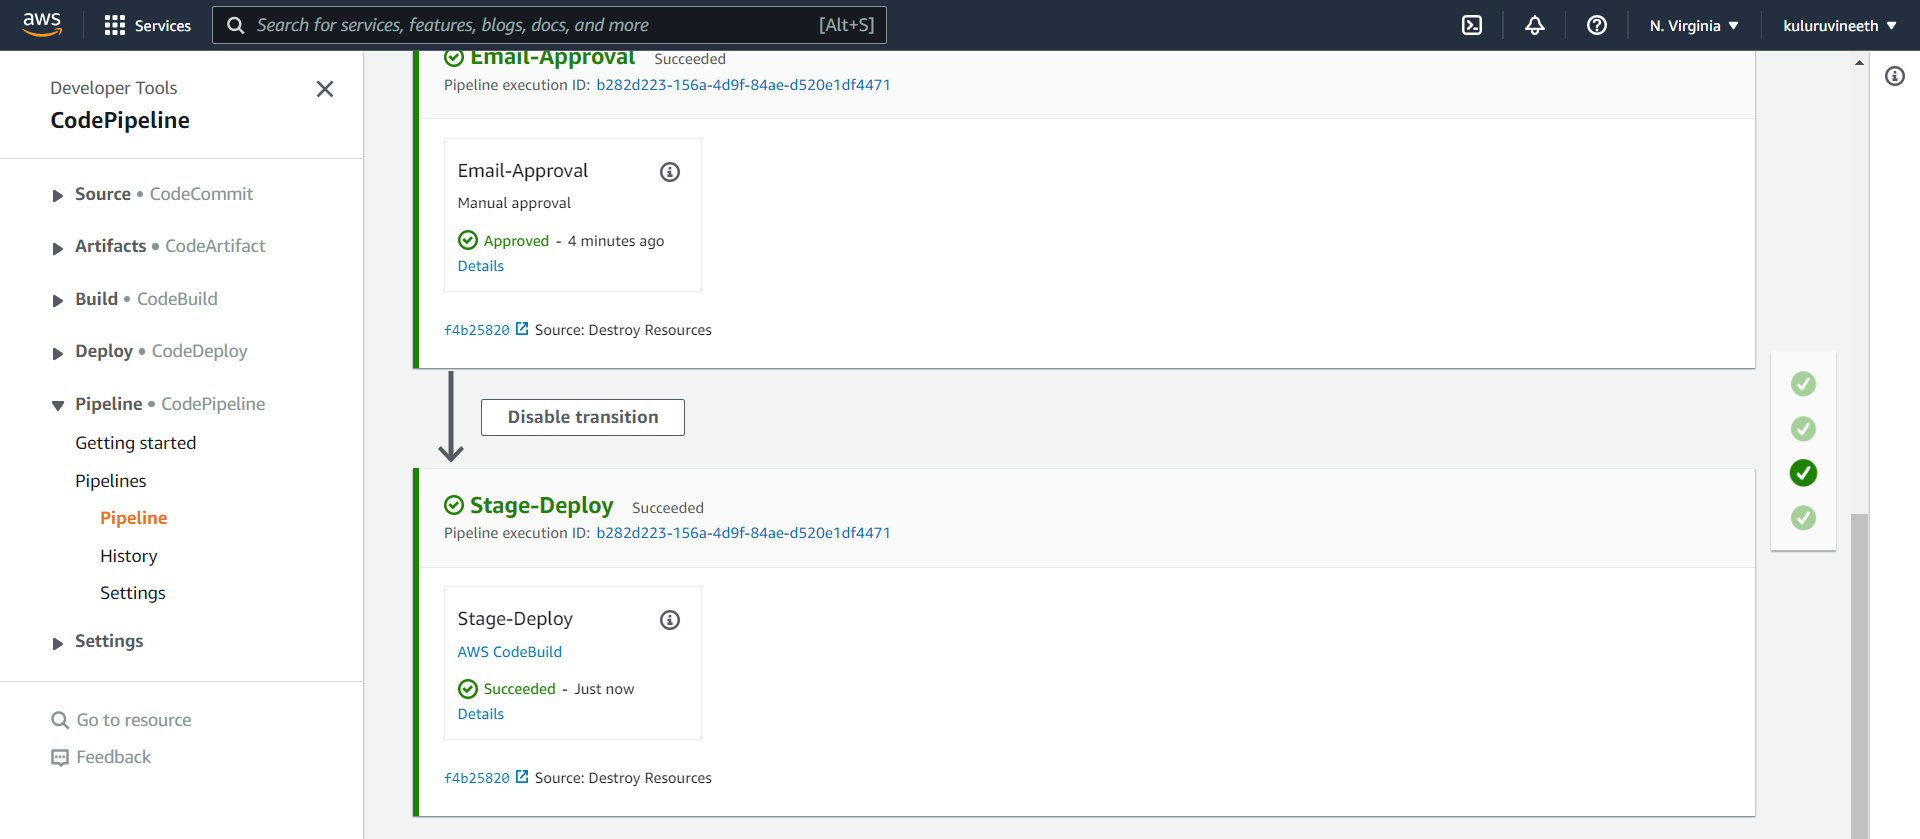 aws
Services
Search for services, features, blogs, docs, and more
[Alt+S]
N. Virginia
kuluruvineeth
Developer Tools
CodePipeline
Source • CodeCommit
Artifacts • CodeArtifact
Build • CodeBuild
Deploy • CodeDeploy
Pipeline • CodePipeline
Getting started
Pipelines
Pipeline
History
Settings
Settings
Go to resource
Feedback
Email-Approval Succeeded
Pipeline execution ID: b282d223-156a-4d9f-84ae-d520e1df4471
Email-Approval
Manual approval
Approved - 4 minutes ago
Details
f4b25820 Source: Destroy Resources
Disable transition
Stage-Deploy Succeeded
Pipeline execution ID: b282d223-156a-4d9f-84ae-d520e1df4471
Stage-Deploy
AWS CodeBuild
Succeeded - Just now
Details
f4b25820 Source: Destroy Resources